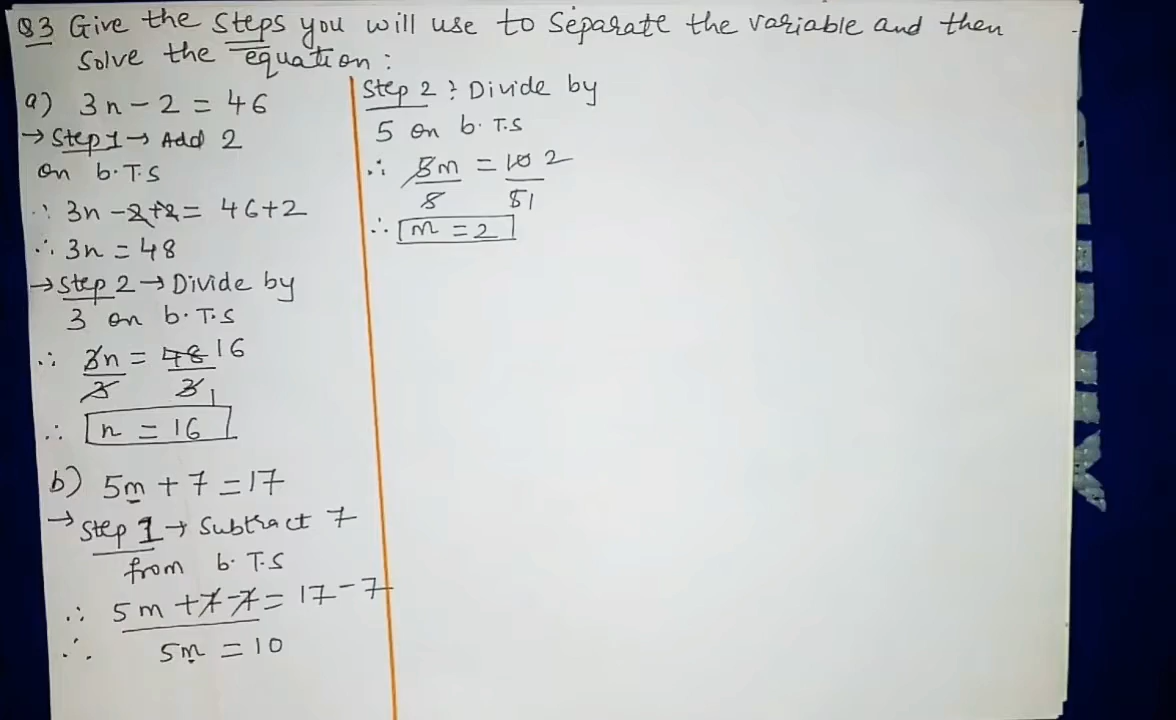 Q3 Give the steps you will use to separate the variable and then
solve the equation :
a) 3n - 2 = 46
→ Step 1 → Add 2
on b.T.S
∴ 3n - 2 + 2 = 46+2
∴ 3n = 48
→ Step 2 → Divide by
3 on b.T.S
∴ 3n = 48 16
3 3 1
∴ n = 16
b) 5m + 7 = 17
→ Step 1 → Subtract 7
from b.T.S
∴ 5m + 7 - 7 = 17 - 7
∴ 5m = 10
Step 2 : Divide by
5 on b.T.S
∴ 5m = 10 2
5 5 1
∴ m = 2